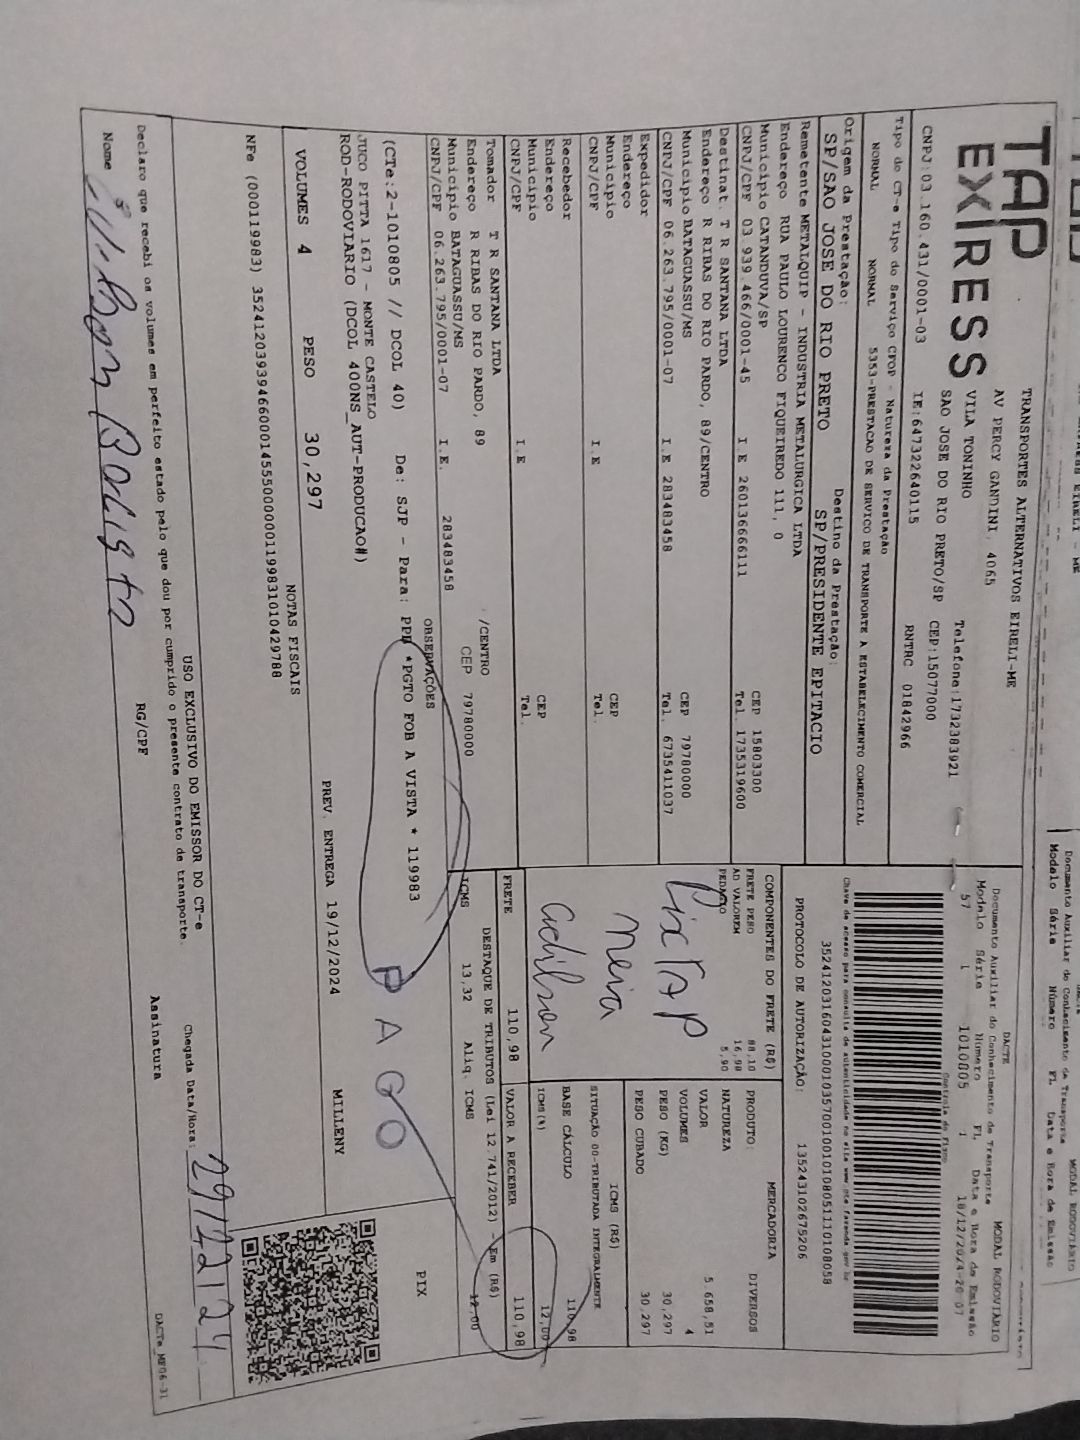 TAP
EXPRESS
TRANSPORTES ALTERNATIVOS EIRELI-ME
AV PERCY GANDINI, 4065
VILA TONINHO Telefone:1732383921
SAO JOSE DO RIO PRETO/SP CEP:15077000
CNPJ:03.160.431/0001-03 IE:647322640115 RNTRC 01842966
Tipo do CT-e Tipo do Serviço CFOP - Natureza da Prestação
NORMAL NORMAL 5353-PRESTACAO DE SERVICO DE TRANSPORTE A ESTABELECIMENTO COMERCIAL
Origem da Prestação: Destino da Prestação:
SP/SAO JOSE DO RIO PRETO SP/PRESIDENTE EPITACIO
Remetente METALQUIP - INDUSTRIA METALURGICA LTDA
Endereço RUA PAULO LOURENCO FIQUEIREDO 111, 0
Município CATANDUVA/SP CEP 15803300
CNPJ/CPF 03.939.466/0001-45 I.E 260136666111 Tel. 1735319600
Destinat. T R SANTANA LTDA
Endereço R RIBAS DO RIO PARDO, 89/CENTRO
Município BATAGUASSU/MS CEP 79780000
CNPJ/CPF 06.263.795/0001-07 I.E 283483458 Tel. 6735411037
Expedidor
Endereço
Município CEP
CNPJ/CPF I.E Tel.
Recebedor
Endereço
Município CEP
CNPJ/CPF I.E Tel.
Tomador T R SANTANA LTDA
Endereço R RIBAS DO RIO PARDO, 89 /CENTRO
Município BATAGUASSU/MS CEP 79780000
CNPJ/CPF 06.263.795/0001-07 I.E. 283483458
OBSERVAÇÕES
(CTe:2-1010805 // DCOL 40) De: SJP - Para: PPR *PGTO FOB A VISTA * 119983
JUCO PITTA 1617 - MONTE CASTELO
ROD-RODOVIARIO (DCOL 400NS_AUT-PRODUCAO#)
VOLUMES 4 PESO 30,297 PREV. ENTREGA 19/12/2024 MILLENY
NOTAS FISCAIS
NFe (000119983) 35241203939466000145550000001199831010429788
DACTE MODAL RODOVIÁRIO
Documento Auxiliar do Conhecimento de Transporte
Modelo Série Número FL Data e Hora de Emissão
57 1 1010805 1 18/12/2024-20:07
Controle do Fisco
Chave de acesso para consulta de autenticidade no site www.cte.fazenda.gov.br
35241203160431000103570010010108051110108058
PROTOCOLO DE AUTORIZAÇÃO: 135243102675206
COMPONENTES DO FRETE (R$)
FRETE PESO 88,10
AD VALOREM 16,98
PEDAGIO 5,90
Pix TAP
Neira
Adilson
FRETE 110,98
MERCADORIA
PRODUTO: DIVERSOS
NATUREZA
VALOR 5.658,51
VOLUMES 4
PESO (KG) 30,297
PESO CUBADO 30,297
ICMS (R$)
SITUAÇÃO 00-TRIBUTADA INTEGRALMENTE
BASE CÁLCULO 110,98
ICMS(%) 12,00
VALOR A RECEBER 110,98
DESTAQUE DE TRIBUTOS (Lei 12.741/2012) - Em (R$)
ICMS 13,32 Aliq. ICMS 12,00
PAGO
PIX
USO EXCLUSIVO DO EMISSOR DO CT-e
Declaro que recebi os volumes em perfeito estado pelo que dou por cumprido o presente contrato de transporte.
Chegada Data/Hora:
Nome RG/CPF Assinatura